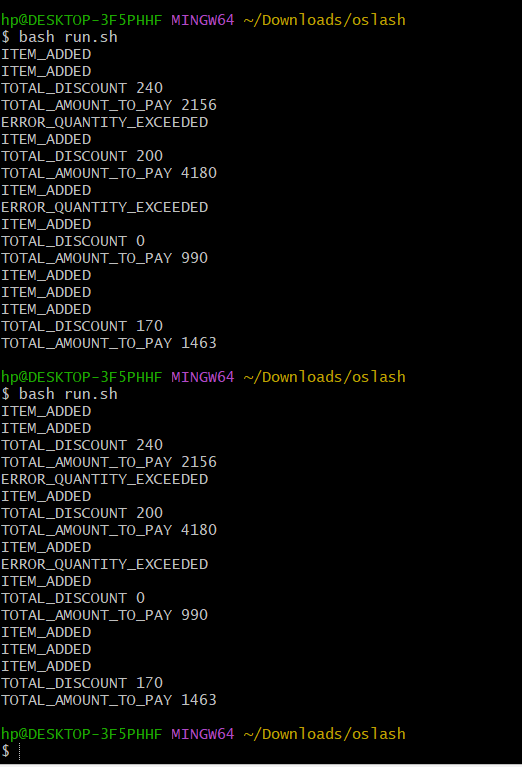 hp@DESKTOP-3F5PHHF MINGW64 ~/Downloads/oslash
$ bash run.sh
ITEM_ADDED
ITEM_ADDED
TOTAL_DISCOUNT 240
TOTAL_AMOUNT_TO_PAY 2156
ERROR_QUANTITY_EXCEEDED
ITEM_ADDED
TOTAL_DISCOUNT 200
TOTAL_AMOUNT_TO_PAY 4180
ITEM_ADDED
ERROR_QUANTITY_EXCEEDED
ITEM_ADDED
TOTAL_DISCOUNT 0
TOTAL_AMOUNT_TO_PAY 990
ITEM_ADDED
ITEM_ADDED
ITEM_ADDED
TOTAL_DISCOUNT 170
TOTAL_AMOUNT_TO_PAY 1463
hp@DESKTOP-3F5PHHF MINGW64 ~/Downloads/oslash
$ bash run.sh
ITEM_ADDED
ITEM_ADDED
TOTAL_DISCOUNT 240
TOTAL_AMOUNT_TO_PAY 2156
ERROR_QUANTITY_EXCEEDED
ITEM_ADDED
TOTAL_DISCOUNT 200
TOTAL_AMOUNT_TO_PAY 4180
ITEM_ADDED
ERROR_QUANTITY_EXCEEDED
ITEM_ADDED
TOTAL_DISCOUNT 0
TOTAL_AMOUNT_TO_PAY 990
ITEM_ADDED
ITEM_ADDED
ITEM_ADDED
TOTAL_DISCOUNT 170
TOTAL_AMOUNT_TO_PAY 1463
hp@DESKTOP-3F5PHHF MINGW64 ~/Downloads/oslash
$